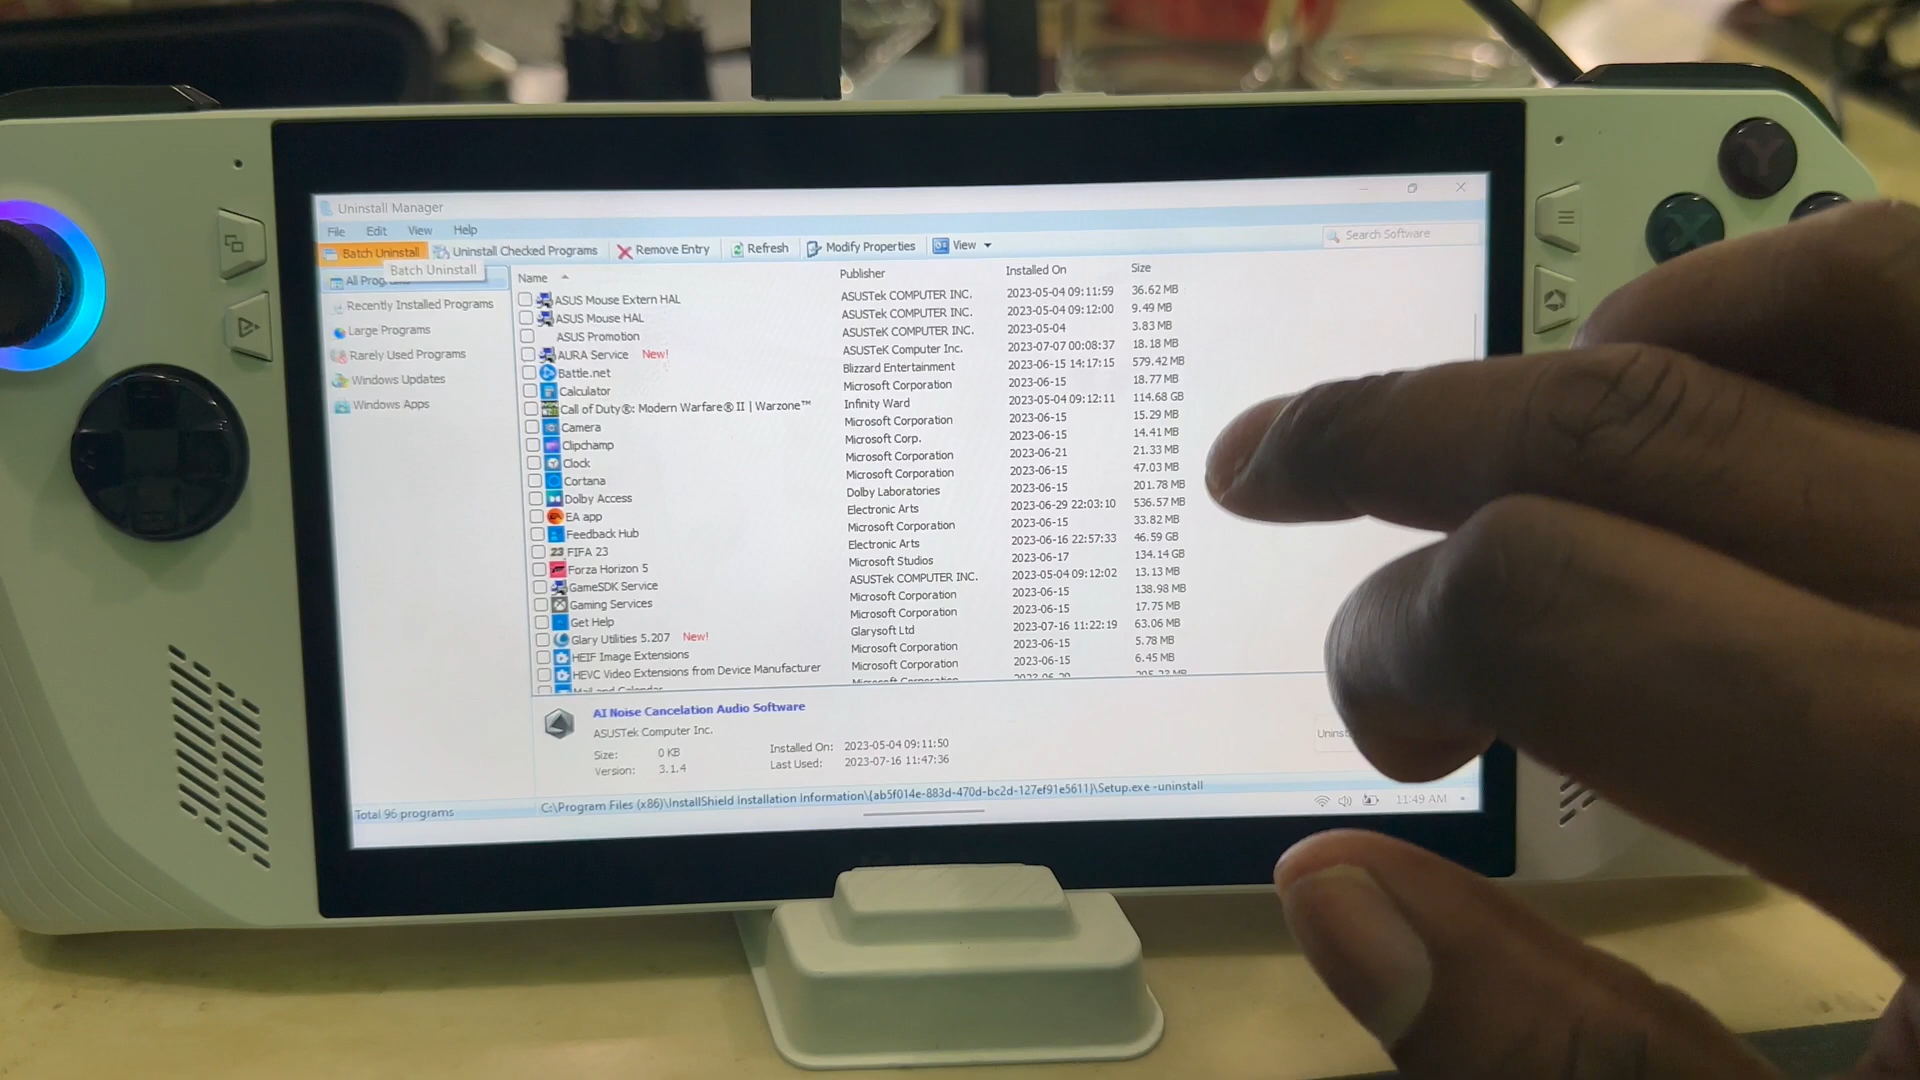 Uninstall Manager
File Edit View Help
Batch Uninstall Uninstall Checked Programs Remove Entry Refresh Modify Properties View Search Software
Batch Uninstall
All Prog
Recently Installed Programs
Large Programs
Rarely Used Programs
Windows Updates
Windows Apps
Name Publisher Installed On Size
ASUS Mouse Extern HAL ASUSTek COMPUTER INC. 2023-05-04 09:11:59 36.62 MB
ASUS Mouse HAL ASUSTek COMPUTER INC. 2023-05-04 09:12:00 9.49 MB
ASUS Promotion ASUSTeK COMPUTER INC. 2023-05-04 3.83 MB
AURA Service New! ASUSTeK Computer Inc. 2023-07-07 00:08:37 18.18 MB
Battle.net Blizzard Entertainment 2023-06-15 14:17:15 579.42 MB
Calculator Microsoft Corporation 2023-06-15 18.77 MB
Call of Duty®: Modern Warfare® II | Warzone™ Infinity Ward 2023-05-04 09:12:11 114.68 GB
Camera Microsoft Corporation 2023-06-15 15.29 MB
Clipchamp Microsoft Corp. 2023-06-15 14.41 MB
Clock Microsoft Corporation 2023-06-21 21.33 MB
Cortana Microsoft Corporation 2023-06-15 47.03 MB
Dolby Access Dolby Laboratories 2023-06-15 201.78 MB
EA app Electronic Arts 2023-06-29 22:03:10 536.57 MB
Feedback Hub Microsoft Corporation 2023-06-15 33.82 MB
23 FIFA 23 Electronic Arts 2023-06-16 22:57:33 46.59 GB
Forza Horizon 5 Microsoft Studios 2023-06-17 134.14 GB
GameSDK Service ASUSTek COMPUTER INC. 2023-05-04 09:12:02 13.13 MB
Gaming Services Microsoft Corporation 2023-06-15 138.98 MB
Get Help Microsoft Corporation 2023-06-15 17.75 MB
Glary Utilities 5.207 New! Glarysoft Ltd 2023-07-16 11:22:19 63.06 MB
HEIF Image Extensions Microsoft Corporation 2023-06-15 5.78 MB
HEVC Video Extensions from Device Manufacturer Microsoft Corporation 2023-06-15 6.45 MB
Mail and Calendar Microsoft Corporation
AI Noise Cancelation Audio Software
ASUSTek Computer Inc.
Size: 0 KB Installed On: 2023-05-04 09:11:50
Version: 3.1.4 Last Used: 2023-07-16 11:47:36
Uninst
Total 96 programs
C:\Program Files (x86)\InstallShield Installation Information\{ab5f014e-883d-470d-bc2d-127ef91e5611}\Setup.exe -uninstall
11:49 AM
Y
X